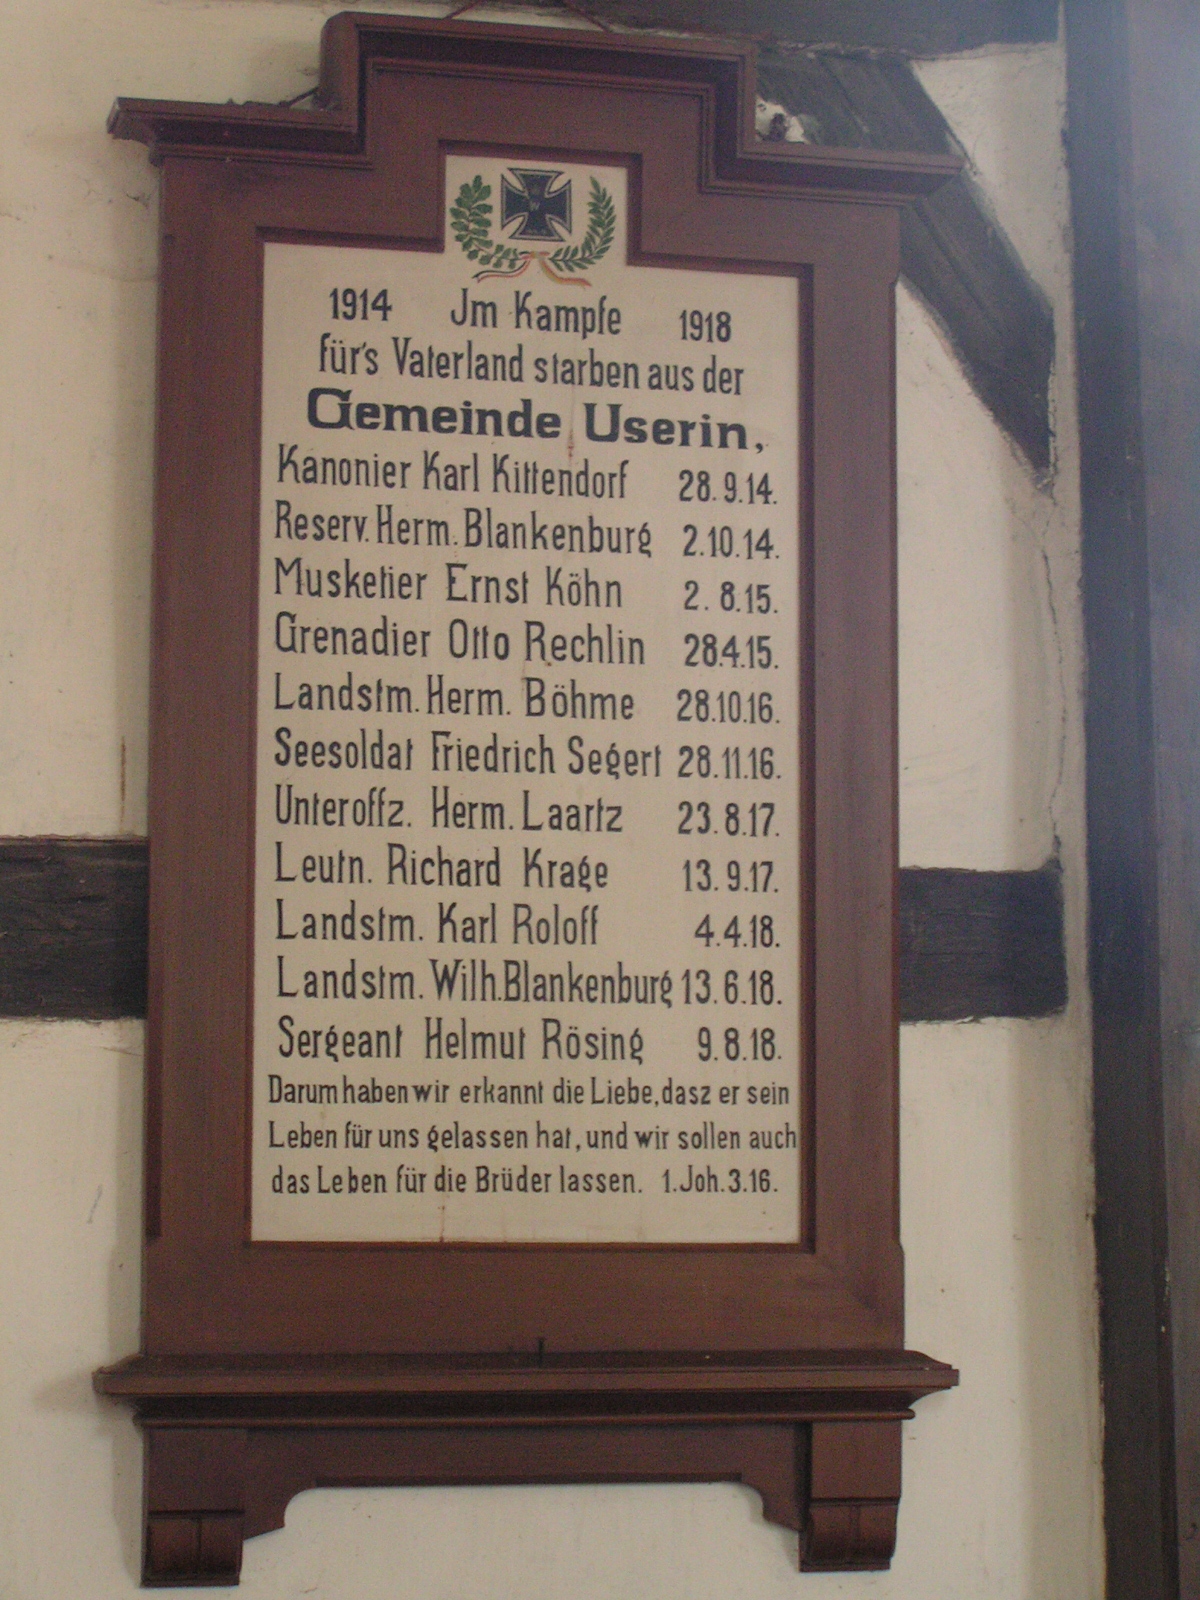 1914 Jm Kampfe 1918
für's Vaterland starben aus der
Gemeinde Userin,
Kanonier Karl Kittendorf 28.9.14.
Reserv. Herm. Blankenburg 2.10.14.
Musketier Ernst Köhn 2.8.15.
Grenadier Otto Rechlin 28.4.15.
Landstm. Herm. Böhme 28.10.16.
Seesoldat Friedrich Segert 28.11.16.
Unteroffz. Herm. Laartz 23.8.17.
Leutn. Richard Krage 13.9.17.
Landstm. Karl Roloff 4.4.18.
Landstm. Wilh. Blankenburg 13.6.18.
Sergeant Helmut Rösing 9.8.18.
Darum haben wir erkannt die Liebe, dasz er sein
Leben für uns gelassen hat, und wir sollen auch
das Leben für die Brüder lassen. 1.Joh.3.16.